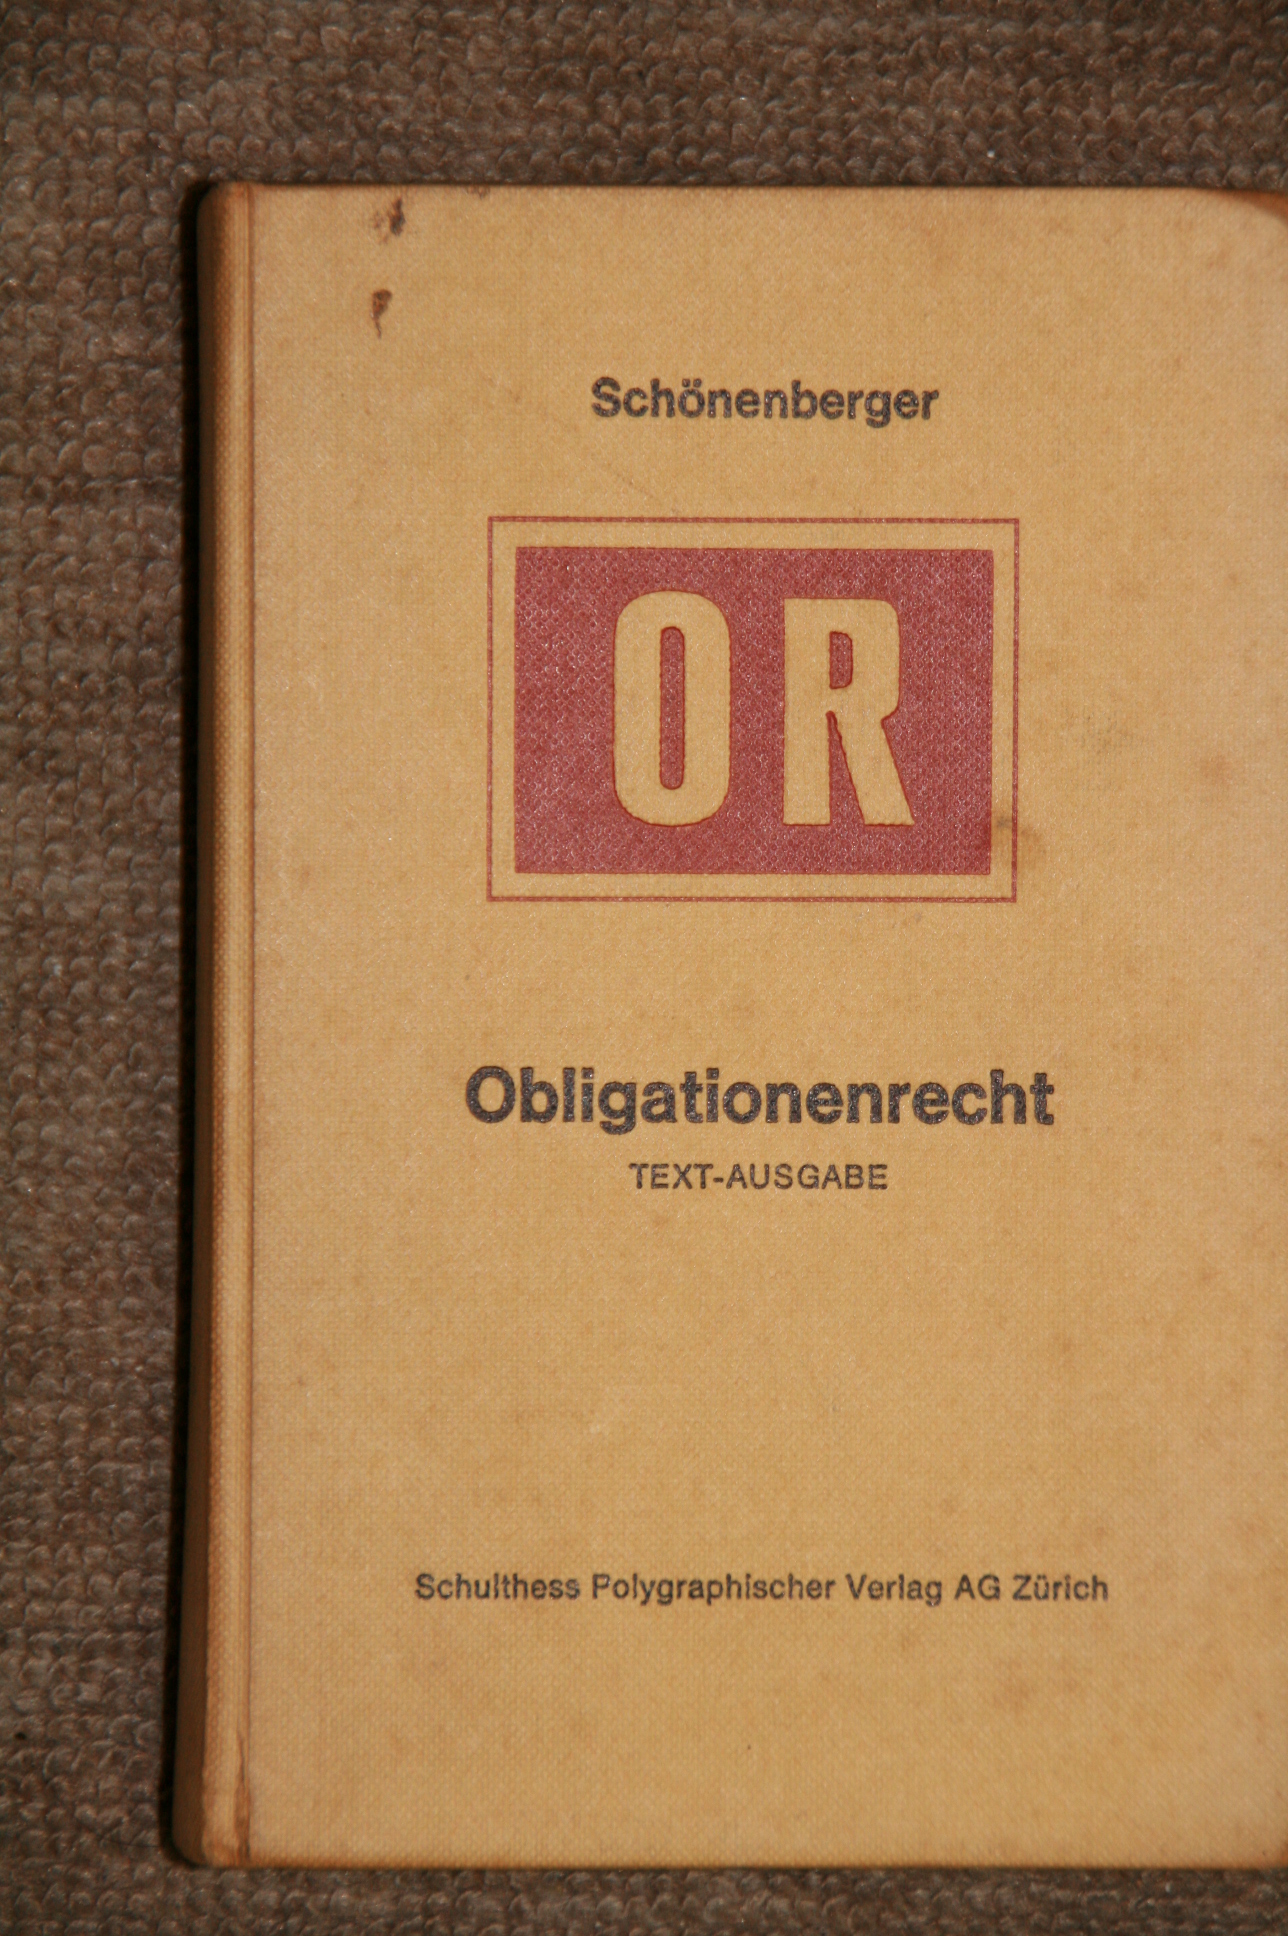 Schönenberger
OR
Obligationenrecht
TEXT-AUSGABE
Schulthess Polygraphischer Verlag AG Zürich